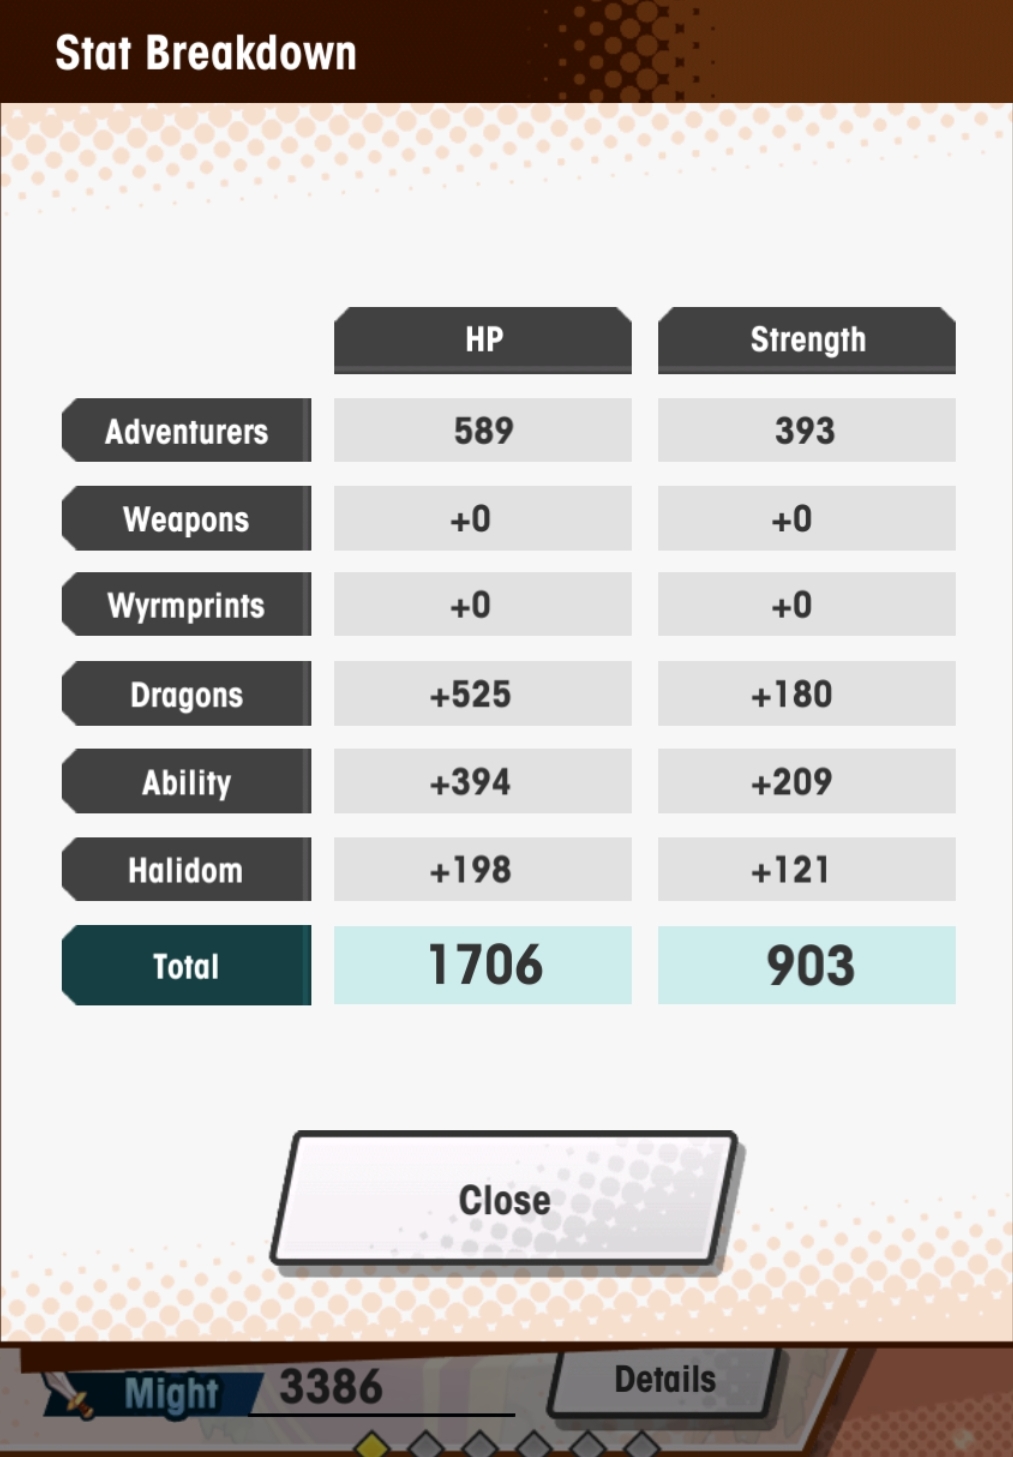 Stat Breakdown
HP Strength
Adventurers 589 393
Weapons +0 +0
Wyrmprints +0 +0
Dragons +525 +180
Ability +394 +209
Halidom +198 +121
Total 1706 903
Close
Might 3386 Details